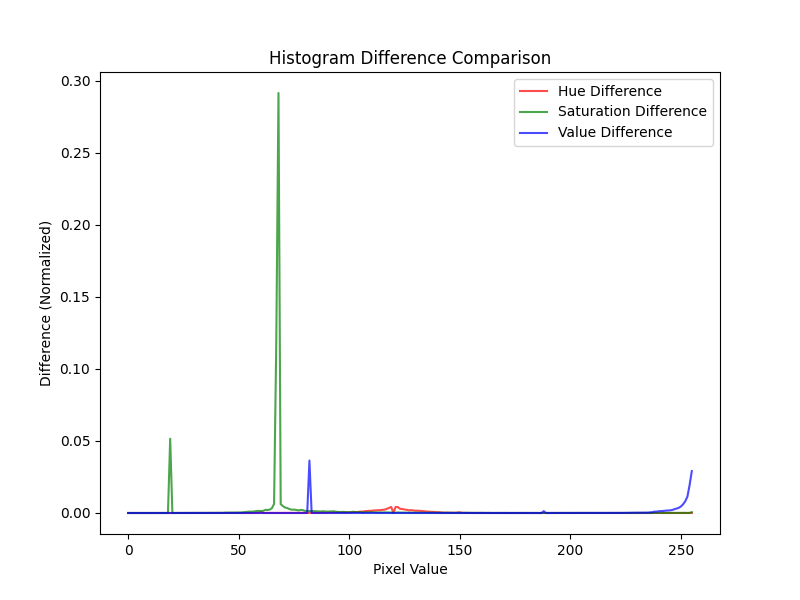 Histogram Difference Comparison
0.30
0.25
0.20
0.15
0.10
0.05
0.00
Difference (Normalized)
Hue Difference
Saturation Difference
Value Difference
0 50 100 150 200 250
Pixel Value